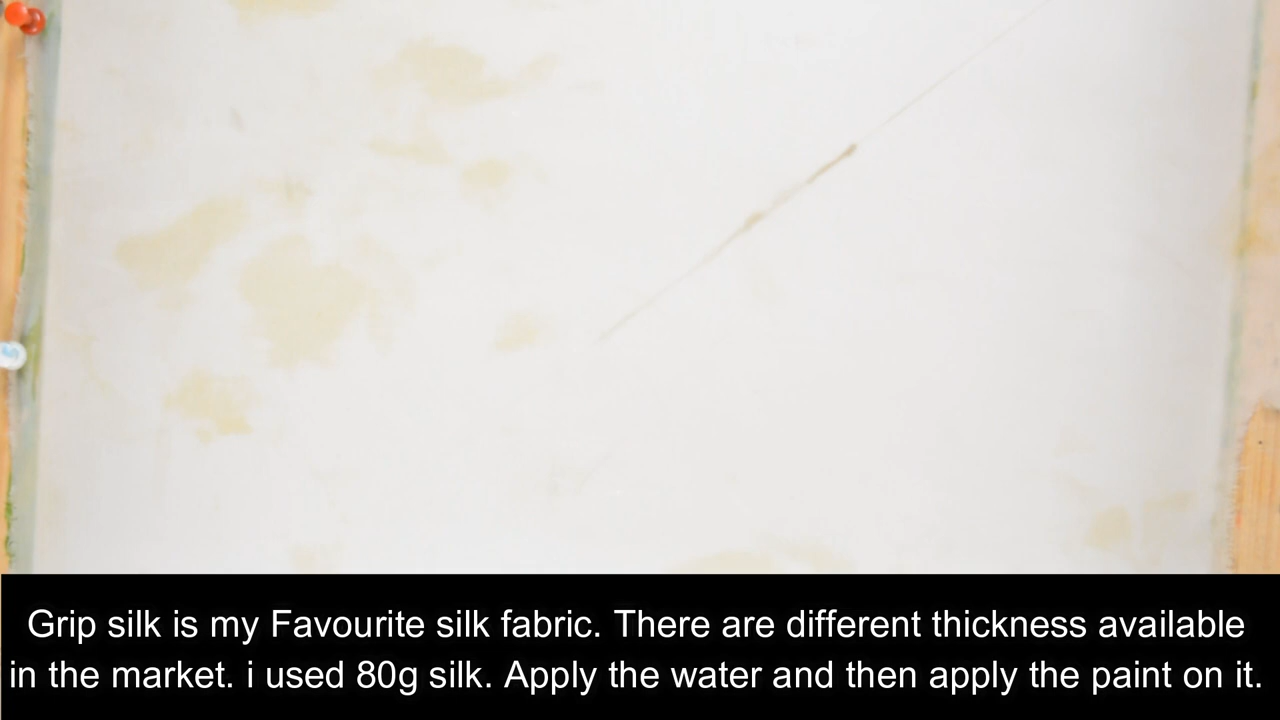 Grip silk is my Favourite silk fabric. There are different thickness available
in the market. i used 80g silk. Apply the water and then apply the paint on it.